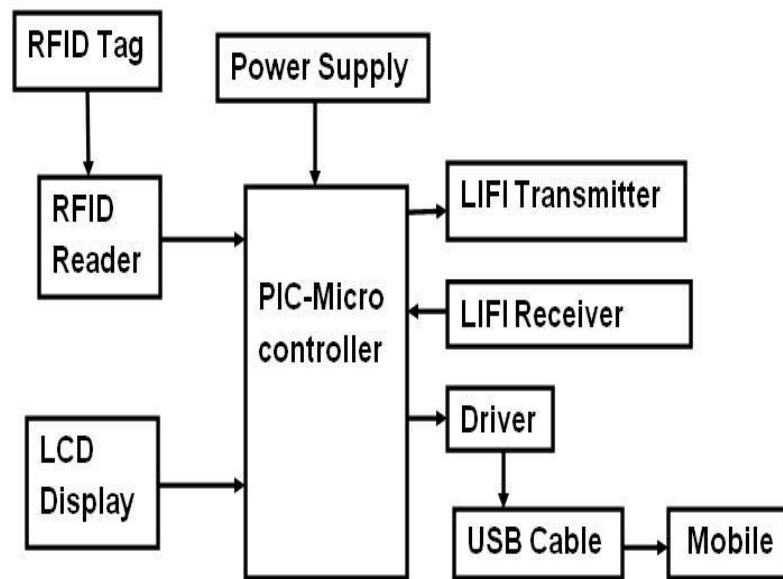 RFID Tag
Power Supply
RFID
Reader
LIFI Transmitter
PIC-Micro
controller
LIFI Receiver
Driver
LCD
Display
USB Cable
Mobile